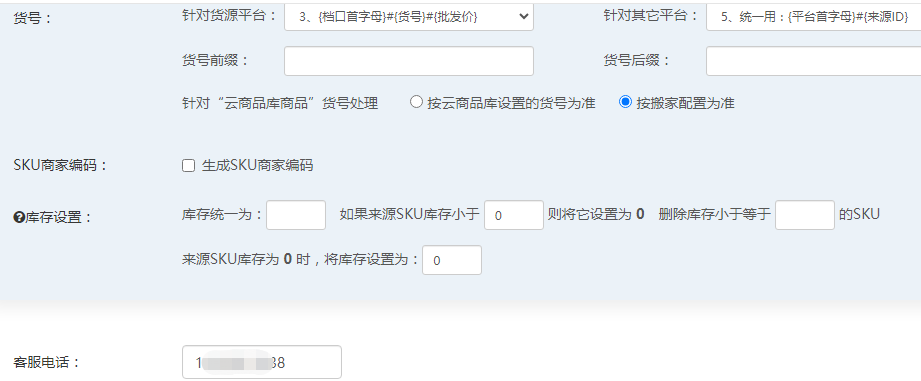 货号： 针对货源平台： 3、{档口首字母}#{货号}#{批发价} 针对其它平台： 5、统一用：{平台首字母}#{来源ID}
货号前缀： 货号后缀：
针对“云商品库商品”货号处理 按云商品库设置的货号为准 按搬家配置为准
SKU商家编码： 生成SKU商家编码
库存设置： 库存统一为： 如果来源SKU库存小于 0 则将它设置为 0 删除库存小于等于 的SKU
来源SKU库存为 0 时，将库存设置为： 0
客服电话：